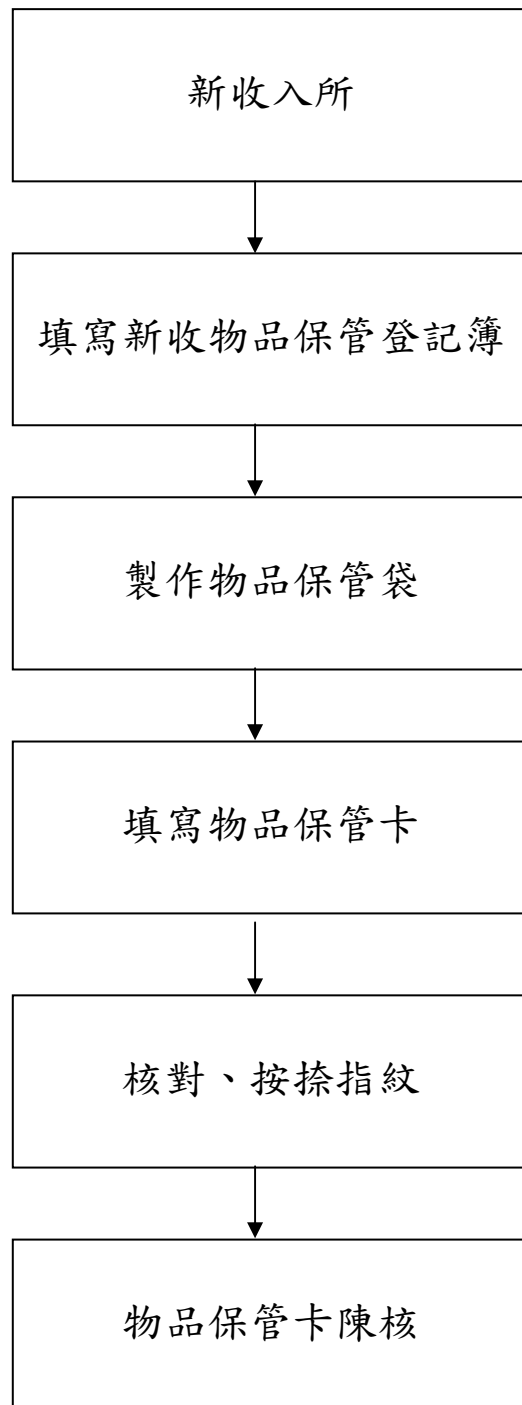 新收入所
填寫新收物品保管登記簿
製作物品保管袋
填寫物品保管卡
核對、按捺指紋
物品保管卡陳核